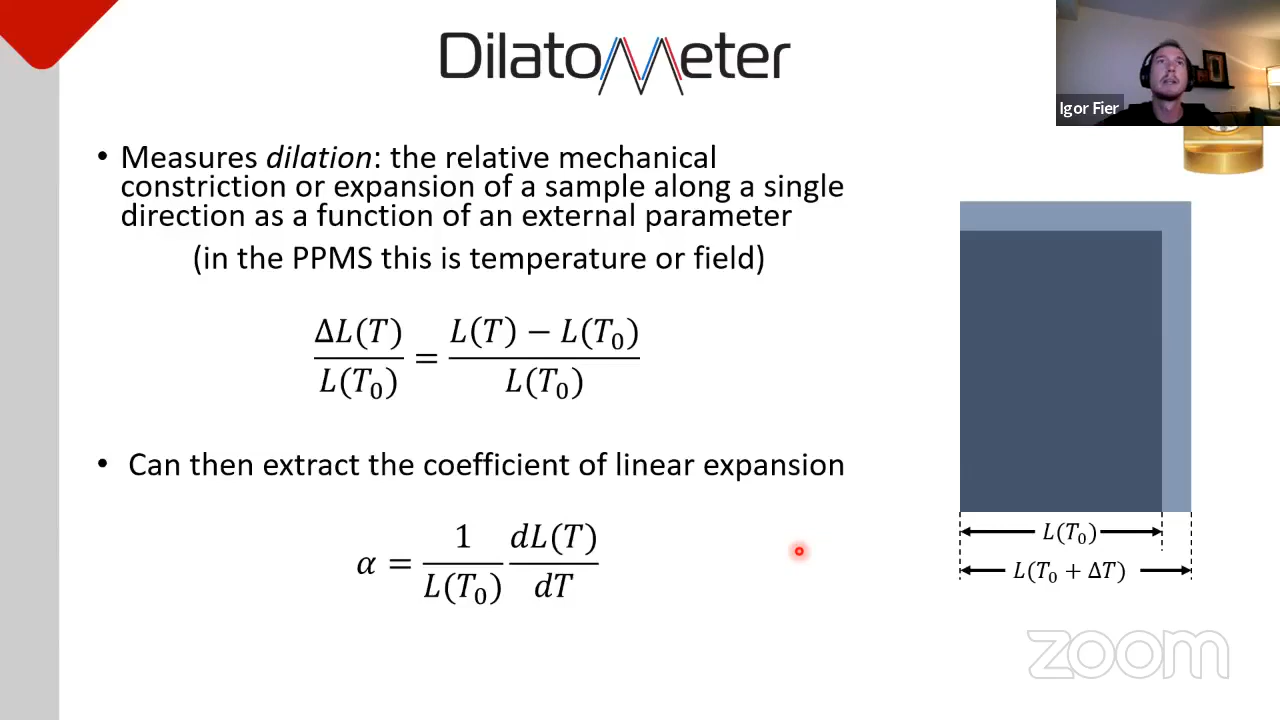 DilatoMeter
Igor Fier
• Measures dilation: the relative mechanical
constriction or expansion of a sample along a single
direction as a function of an external parameter
(in the PPMS this is temperature or field)
ΔL(T)/L(T₀) = (L(T) − L(T₀))/L(T₀)
• Can then extract the coefficient of linear expansion
α = 1/L(T₀) dL(T)/dT
L(T₀)
L(T₀ + ΔT)
zoom